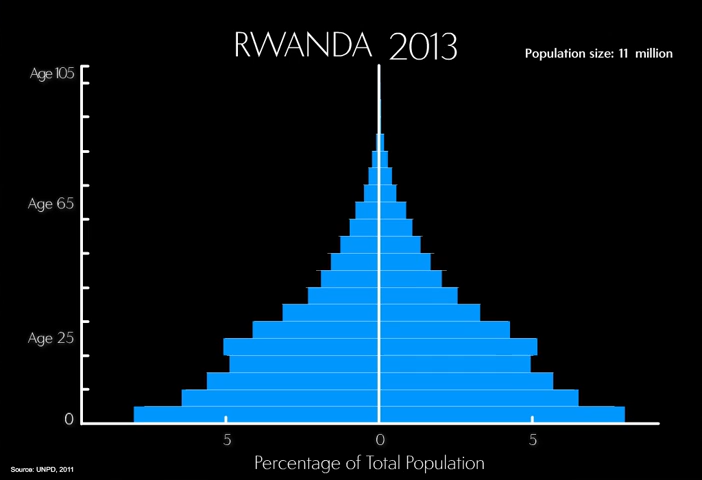 RWANDA 2013
Population size: 11 million
Age 105
Age 65
Age 25
0
5 0 5
Percentage of Total Population
Source: UNPD, 2011